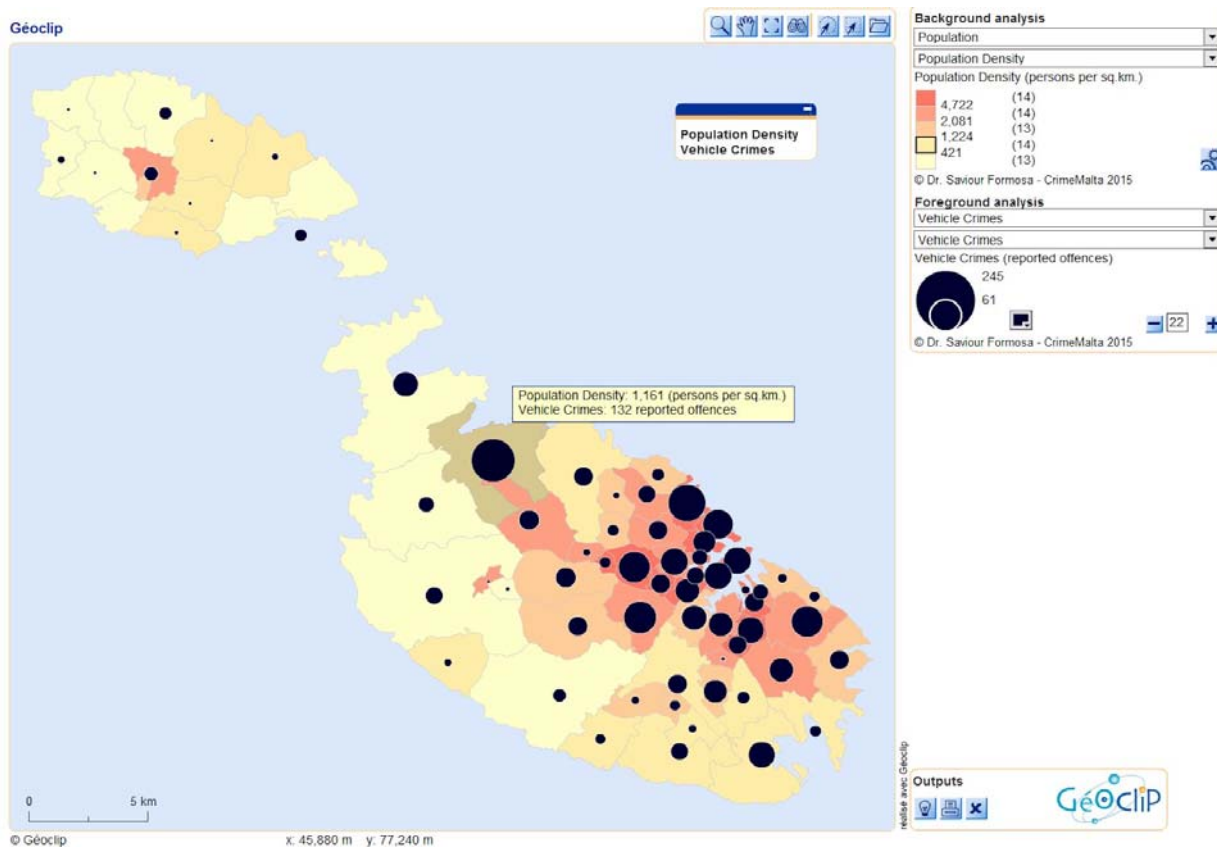 Géoclip
Population Density
Vehicle Crimes
Population Density: 1,161 (persons per sq.km.)
Vehicle Crimes: 132 reported offences
0 5 km
© Géoclip
x: 45,880 m y: 77,240 m
réalisé avec Géoclip
Background analysis
Population
Population Density
Population Density (persons per sq.km.)
4,722 (14)
2,081 (14)
1,224 (13)
421 (14)
(13)
© Dr. Saviour Formosa - CrimeMalta 2015
Foreground analysis
Vehicle Crimes
Vehicle Crimes
Vehicle Crimes (reported offences)
245
61
22
© Dr. Saviour Formosa - CrimeMalta 2015
Outputs
GéOcliP